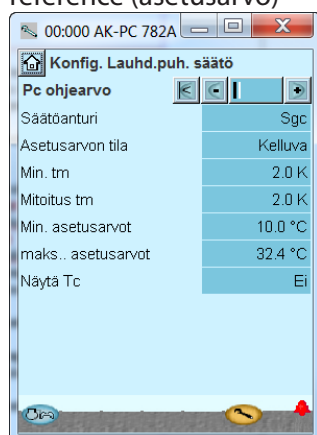 reference (asetusarvo)
00:000 AK-PC 782A
Konfig. Lauhd.puh. säätö
Pc ohjearvo
Säätöanturi Sgc
Asetusarvon tila Kelluva
Min. tm 2.0 K
Mitoitus tm 2.0 K
Min. asetusarvot 10.0 °C
maks.. asetusarvot 32.4 °C
Näytä Tc Ei